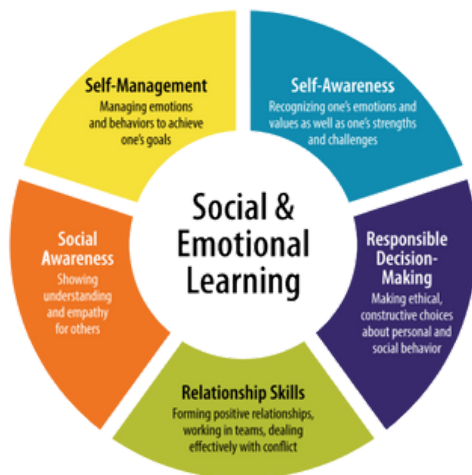 Self-Management
Managing emotions
and behaviors to achieve
one's goals
Self-Awareness
Recognizing one's emotions and
values as well as one's strengths
and challenges
Social &
Emotional
Learning
Social
Awareness
Showing
understanding
and empathy
for others
Responsible
Decision-
Making
Making ethical,
constructive choices
about personal and
social behavior
Relationship Skills
Forming positive relationships,
working in teams, dealing
effectively with conflict